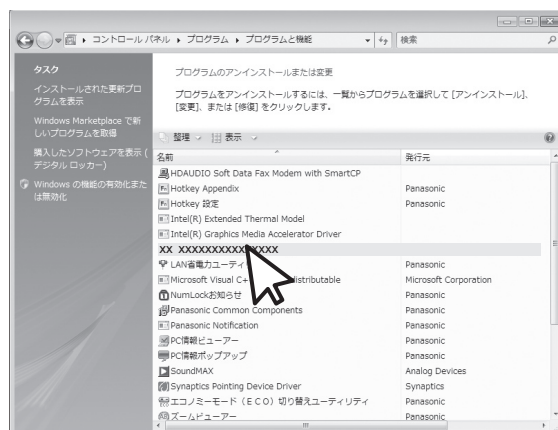 コントロール パネル ▸ プログラム ▸ プログラムと機能
検索
タスク
インストールされた更新プログラムを表示
Windows Marketplace で新しいプログラムを取得
購入したソフトウェアを表示 (デジタル ロッカー)
Windows の機能の有効化または無効化
プログラムのアンインストールまたは変更
プログラムをアンインストールするには、一覧からプログラムを選択して [アンインストール]、
[変更]、または [修復] をクリックします。
整理 表示
名前 発行元
HDAUDIO Soft Data Fax Modem with SmartCP
Hotkey Appendix Panasonic
Hotkey 設定 Panasonic
Intel(R) Extended Thermal Model
Intel(R) Graphics Media Accelerator Driver
XX XXXXXXXXXX XXXX
LAN省電力ユーティ Panasonic
Microsoft Visual C+ distributable Microsoft Corporation
NumLockお知らせ Panasonic
Panasonic Common Components Panasonic
Panasonic Notification Panasonic
PC情報ビューアー Panasonic
PC情報ポップアップ Panasonic
SoundMAX Analog Devices
Synaptics Pointing Device Driver Synaptics
エコノミーモード（ＥＣＯ）切り替えユーティリティ Panasonic
ズームビューアー Panasonic